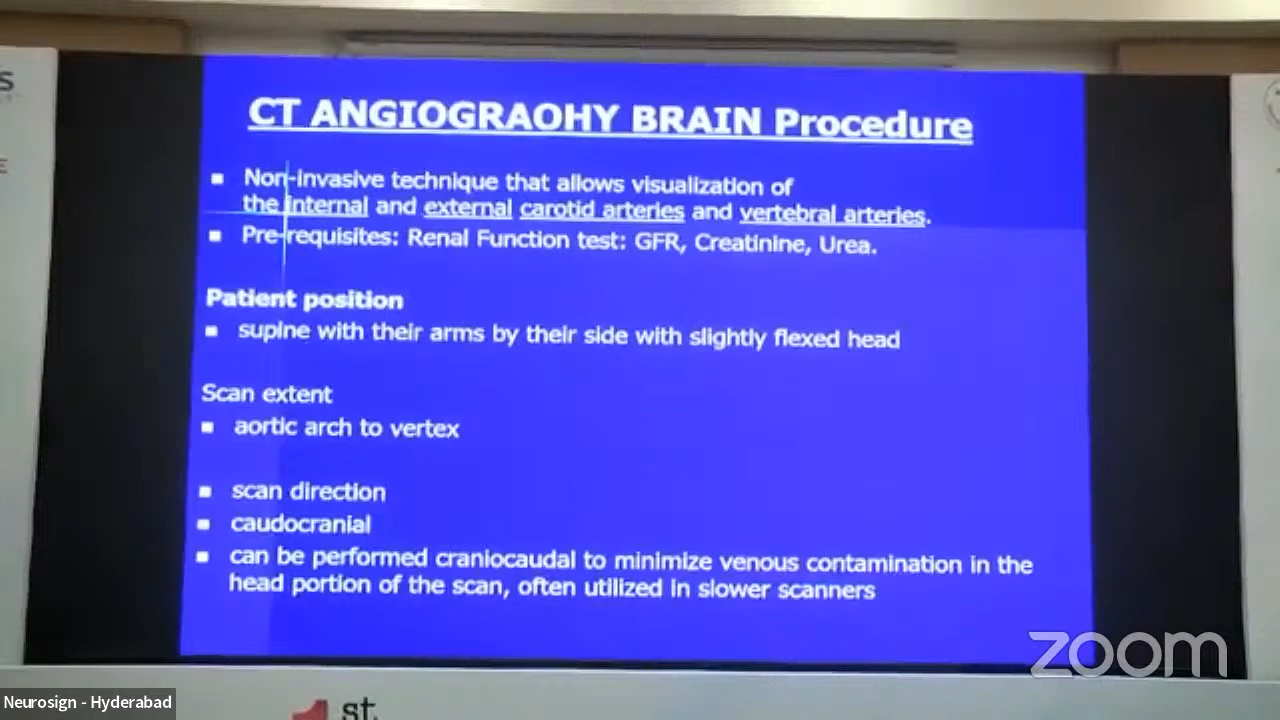 S
E
CT ANGIOGRAOHY BRAIN Procedure
Non-invasive technique that allows visualization of
the internal and external carotid arteries and vertebral arteries.
Pre-requisites: Renal Function test: GFR, Creatinine, Urea.
Patient position
supine with their arms by their side with slightly flexed head
Scan extent
aortic arch to vertex
scan direction
caudocranial
can be performed craniocaudal to minimize venous contamination in the
head portion of the scan, often utilized in slower scanners
zoom
Neurosign - Hyderabad
1st